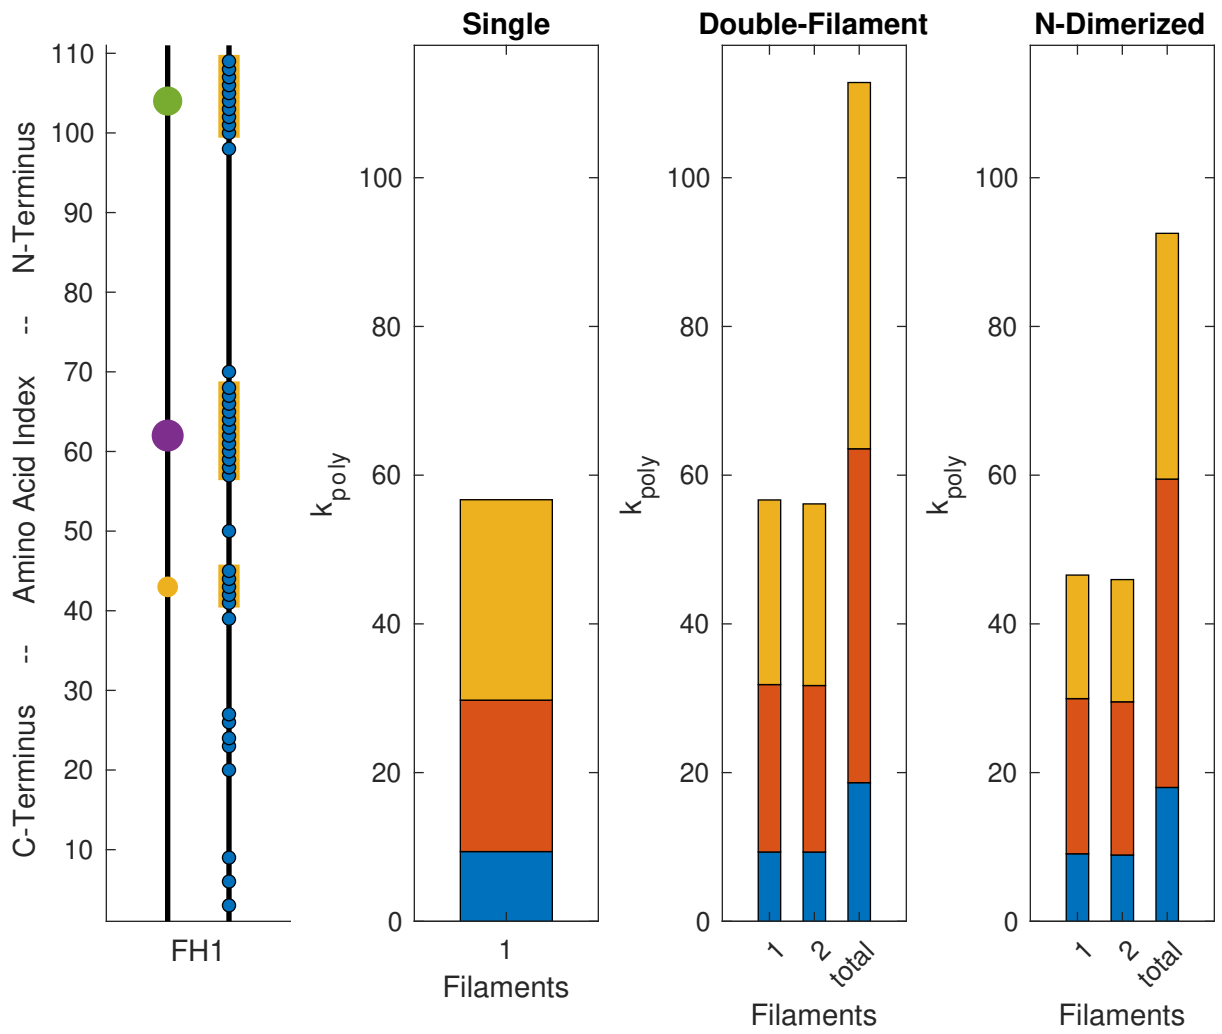 Single
Double-Filament
N-Dimerized
C-Terminus -- Amino Acid Index -- N-Terminus
110
100
90
80
70
60
50
40
30
20
10
FH1
k_poly
100
80
60
40
20
0
1
Filaments
k_poly
100
80
60
40
20
0
1
2
total
Filaments
k_poly
100
80
60
40
20
0
1
2
total
Filaments